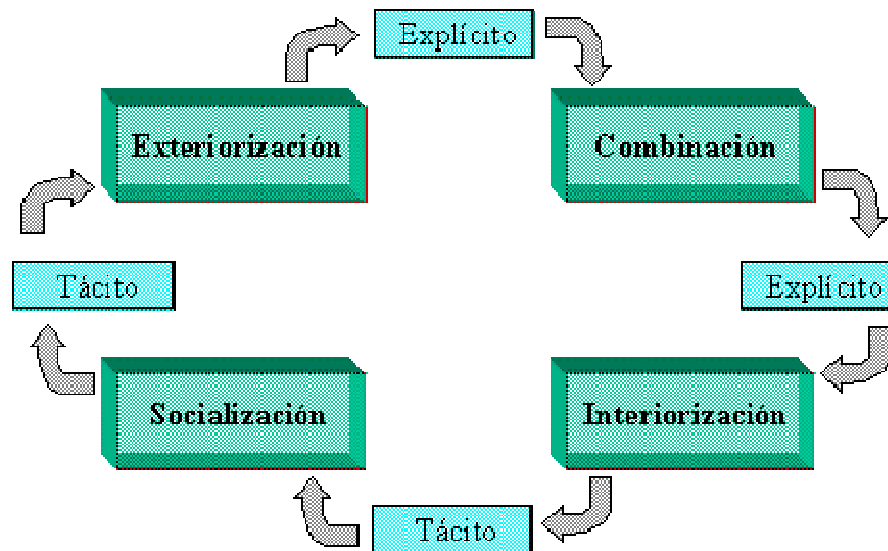 Explícito
Exteriorización
Combinación
Tácito
Explícito
Socialización
Interiorización
Tácito